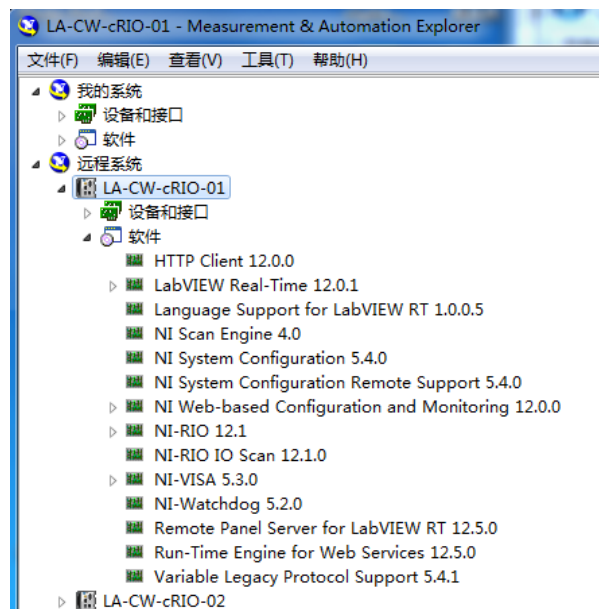 LA-CW-cRIO-01 - Measurement & Automation Explorer
文件(F) 编辑(E) 查看(V) 工具(T) 帮助(H)
我的系统
设备和接口
软件
远程系统
LA-CW-cRIO-01
设备和接口
软件
HTTP Client 12.0.0
LabVIEW Real-Time 12.0.1
Language Support for LabVIEW RT 1.0.0.5
NI Scan Engine 4.0
NI System Configuration 5.4.0
NI System Configuration Remote Support 5.4.0
NI Web-based Configuration and Monitoring 12.0.0
NI-RIO 12.1
NI-RIO IO Scan 12.1.0
NI-VISA 5.3.0
NI-Watchdog 5.2.0
Remote Panel Server for LabVIEW RT 12.5.0
Run-Time Engine for Web Services 12.5.0
Variable Legacy Protocol Support 5.4.1
LA-CW-cRIO-02